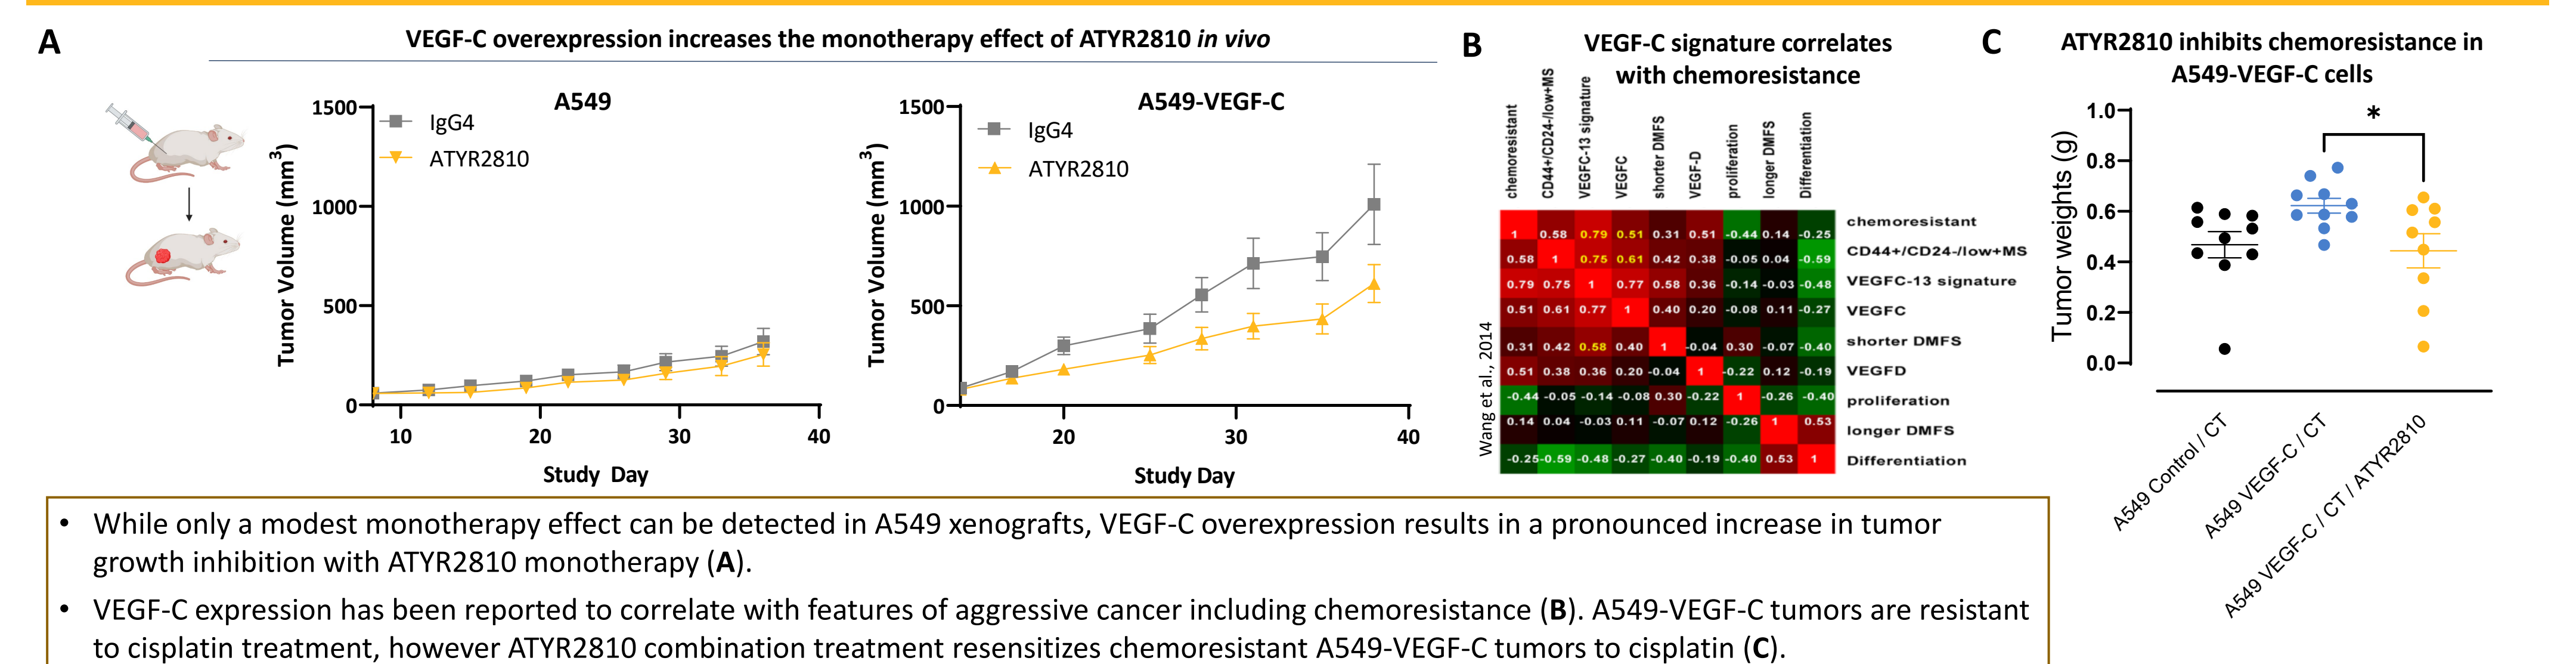 A
VEGF-C overexpression increases the monotherapy effect of ATYR2810 in vivo
A549
IgG4
ATYR2810
Tumor Volume (mm³)
1500
1000
500
0
10 20 30 40
Study Day
A549-VEGF-C
IgG4
ATYR2810
Tumor Volume (mm³)
1500
1000
500
0
20 30 40
Study Day
B
VEGF-C signature correlates
with chemoresistance
chemoresistant
CD44+/CD24-/low+MS
VEGFC-13 signature
VEGFC
shorter DMFS
VEGF-D
proliferation
longer DMFS
Differentiation
1 0.58 0.79 0.51 0.31 0.51 -0.44 0.14 -0.25 chemoresistant
0.58 1 0.75 0.61 0.42 0.38 -0.05 0.04 -0.59 CD44+/CD24-/low+MS
0.79 0.75 1 0.77 0.58 0.36 -0.14 -0.03 -0.48 VEGFC-13 signature
0.51 0.61 0.77 1 0.40 0.20 -0.08 0.11 -0.27 VEGFC
0.31 0.42 0.58 0.40 1 -0.04 0.30 -0.07 -0.40 shorter DMFS
0.51 0.38 0.36 0.20 -0.04 1 -0.22 0.12 -0.19 VEGFD
-0.44 -0.05 -0.14 -0.08 0.30 -0.22 1 -0.26 -0.40 proliferation
0.14 0.04 -0.03 0.11 -0.07 0.12 -0.26 1 0.53 longer DMFS
-0.25 -0.59 -0.48 -0.27 -0.40 -0.19 -0.40 0.53 1 Differentiation
Wang et al., 2014
C
ATYR2810 inhibits chemoresistance in
A549-VEGF-C cells
*
Tumor weights (g)
1.0
0.8
0.6
0.4
0.2
0.0
A549 Control / CT
A549 VEGF-C / CT
A549 VEGF-C / CT / ATYR2810
• While only a modest monotherapy effect can be detected in A549 xenografts, VEGF-C overexpression results in a pronounced increase in tumor
growth inhibition with ATYR2810 monotherapy (A).
• VEGF-C expression has been reported to correlate with features of aggressive cancer including chemoresistance (B). A549-VEGF-C tumors are resistant
to cisplatin treatment, however ATYR2810 combination treatment resensitizes chemoresistant A549-VEGF-C tumors to cisplatin (C).